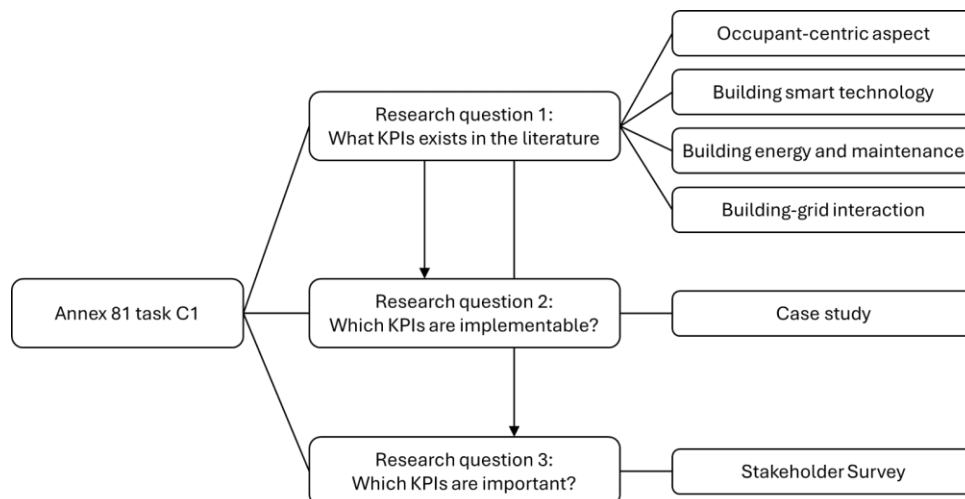 Occupant-centric aspect
Building smart technology
Research question 1:
What KPIs exists in the literature
Building energy and maintenance
Building-grid interaction
Annex 81 task C1
Research question 2:
Which KPIs are implementable?
Case study
Research question 3:
Which KPIs are important?
Stakeholder Survey